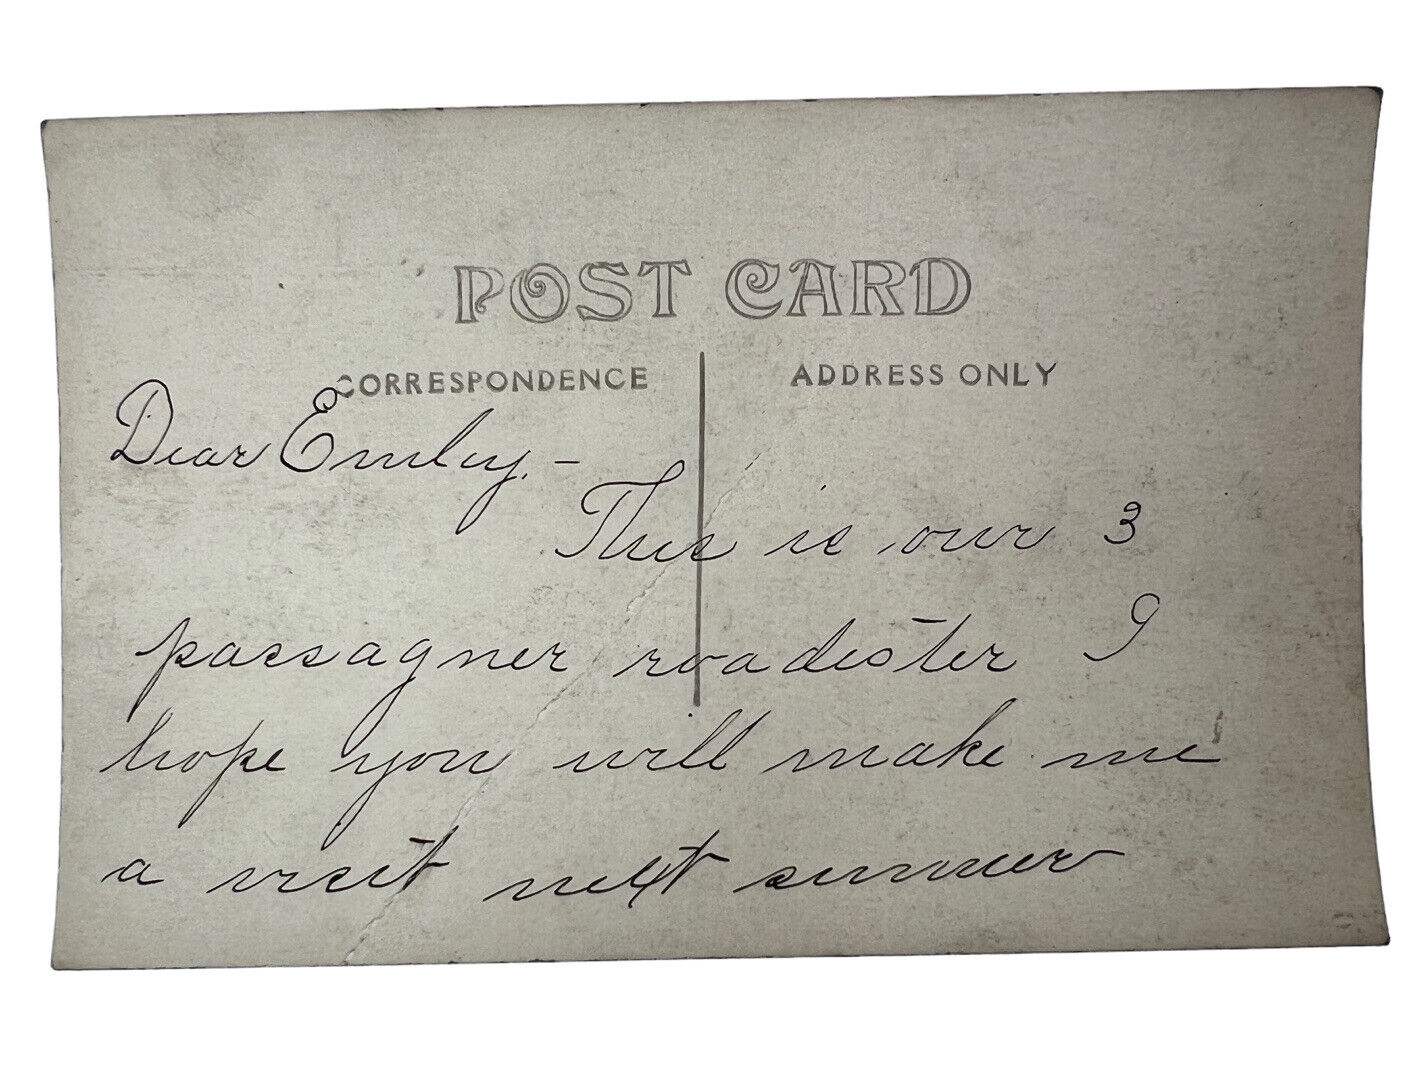 POST CARD
CORRESPONDENCE ADDRESS ONLY
Dear Emily. –
This is our 3
passagner roadester I
hope you will make me
a visit next summer